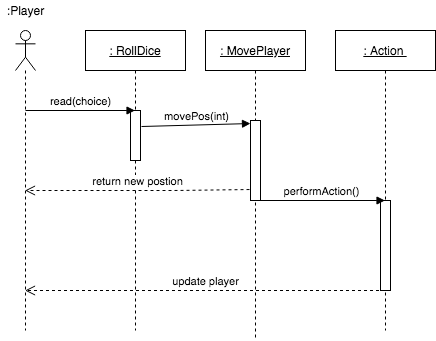 :Player
: RollDice
: MovePlayer
: Action
read(choice)
movePos(int)
return new postion
performAction()
update player